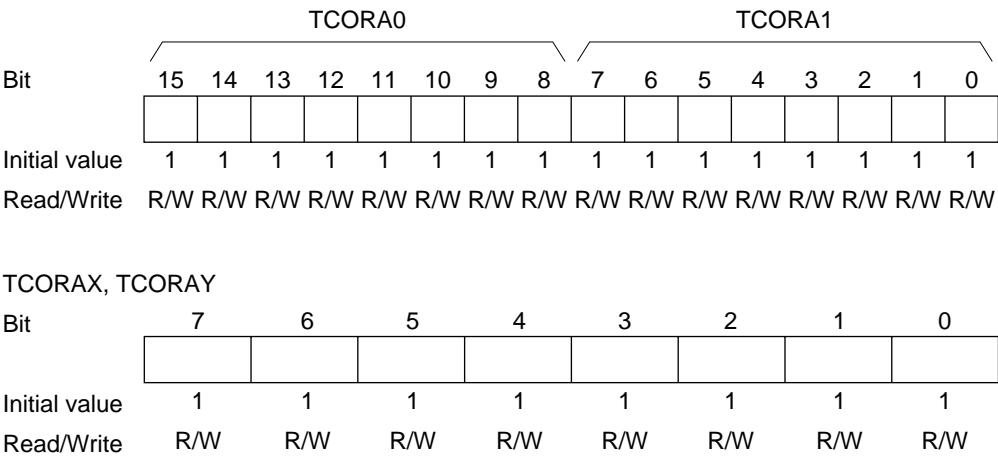 TCORA0 TCORA1
Bit 15 14 13 12 11 10 9 8 7 6 5 4 3 2 1 0
Initial value 1 1 1 1 1 1 1 1 1 1 1 1 1 1 1 1
Read/Write R/W R/W R/W R/W R/W R/W R/W R/W R/W R/W R/W R/W R/W R/W R/W R/W
TCORAX, TCORAY
Bit 7 6 5 4 3 2 1 0
Initial value 1 1 1 1 1 1 1 1
Read/Write R/W R/W R/W R/W R/W R/W R/W R/W